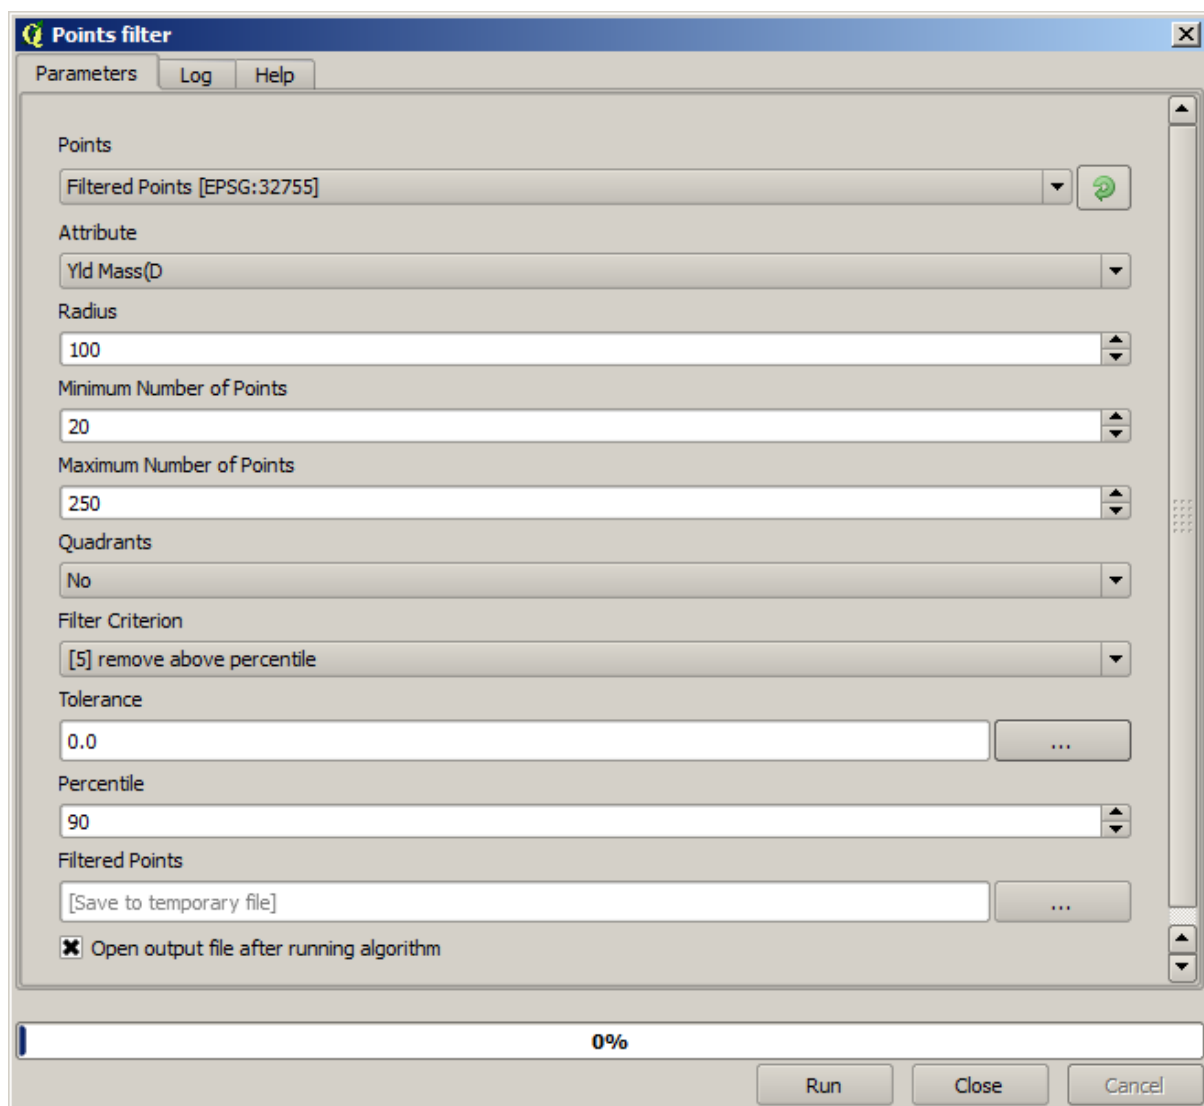 Points filter
Parameters Log Help
Points
Filtered Points [EPSG:32755]
Attribute
Yld Mass(D
Radius
100
Minimum Number of Points
20
Maximum Number of Points
250
Quadrants
No
Filter Criterion
[5] remove above percentile
Tolerance
0.0
...
Percentile
90
Filtered Points
[Save to temporary file]
...
Open output file after running algorithm
0%
Run Close Cancel